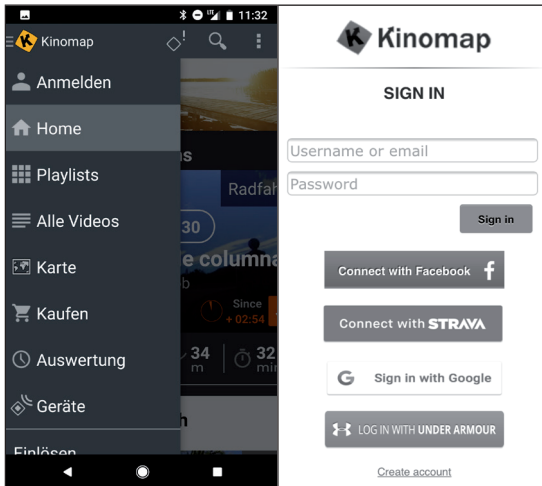 11:32
Kinomap
Anmelden
Home
Playlists
Alle Videos
Karte
Kaufen
Auswertung
Geräte
Einlösen
Radfah
30
e columna
Since
+ 02:54
34
m
32
min
h
Kinomap
SIGN IN
Username or email
Password
Sign in
Connect with Facebook
Connect with STRAVA
Sign in with Google
LOG IN WITH UNDER ARMOUR
Create account